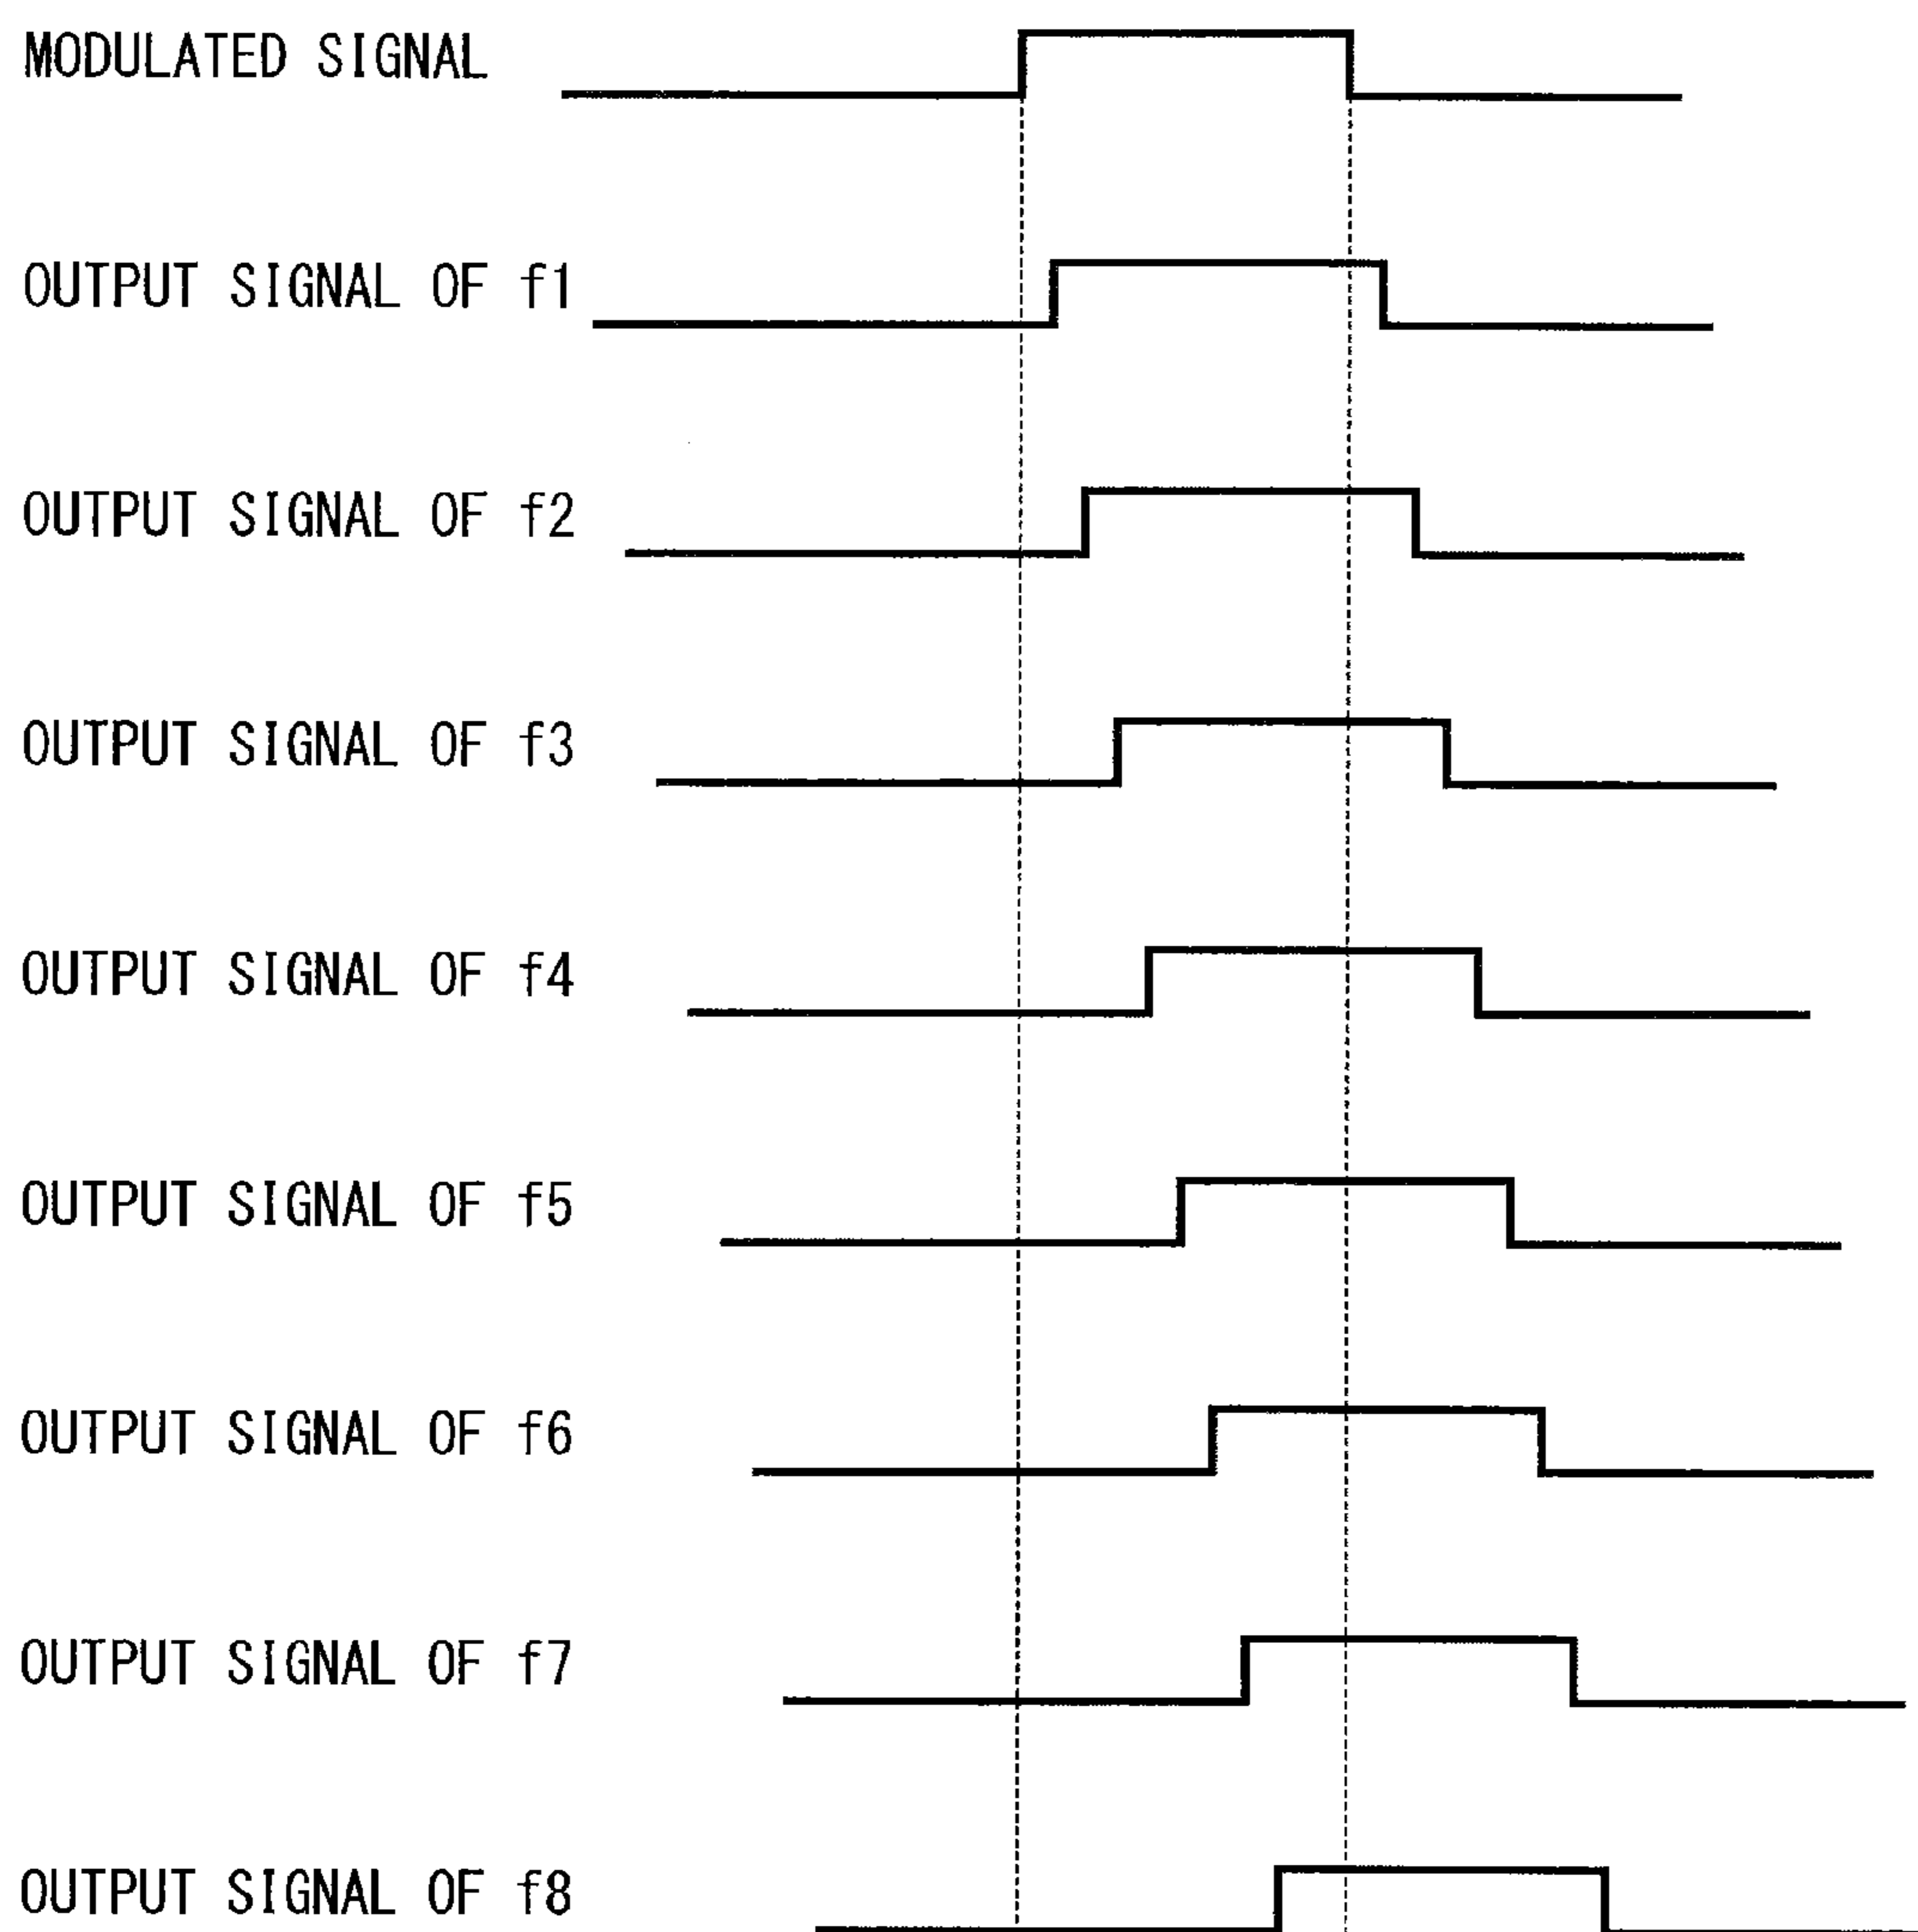 MODULATED SIGNAL
OUTPUT SIGNAL OF f1
OUTPUT SIGNAL OF f2
OUTPUT SIGNAL OF f3
OUTPUT SIGNAL OF f4
OUTPUT SIGNAL OF f5
OUTPUT SIGNAL OF f6
OUTPUT SIGNAL OF f7
OUTPUT SIGNAL OF f8